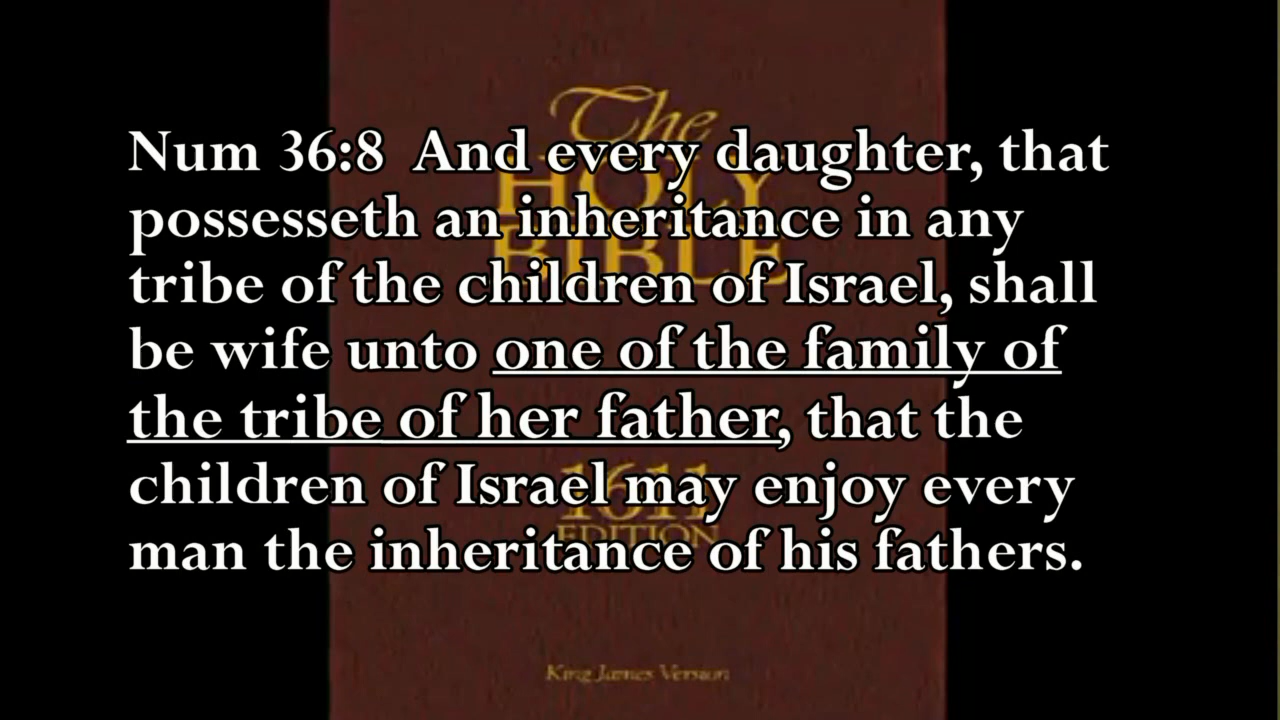 The
HOLY
BIBLE
Num 36:8  And every daughter, that
possesseth an inheritance in any
tribe of the children of Israel, shall
be wife unto one of the family of
the tribe of her father, that the
children of Israel may enjoy every
man the inheritance of his fathers.
1611
EDITION
King James Version